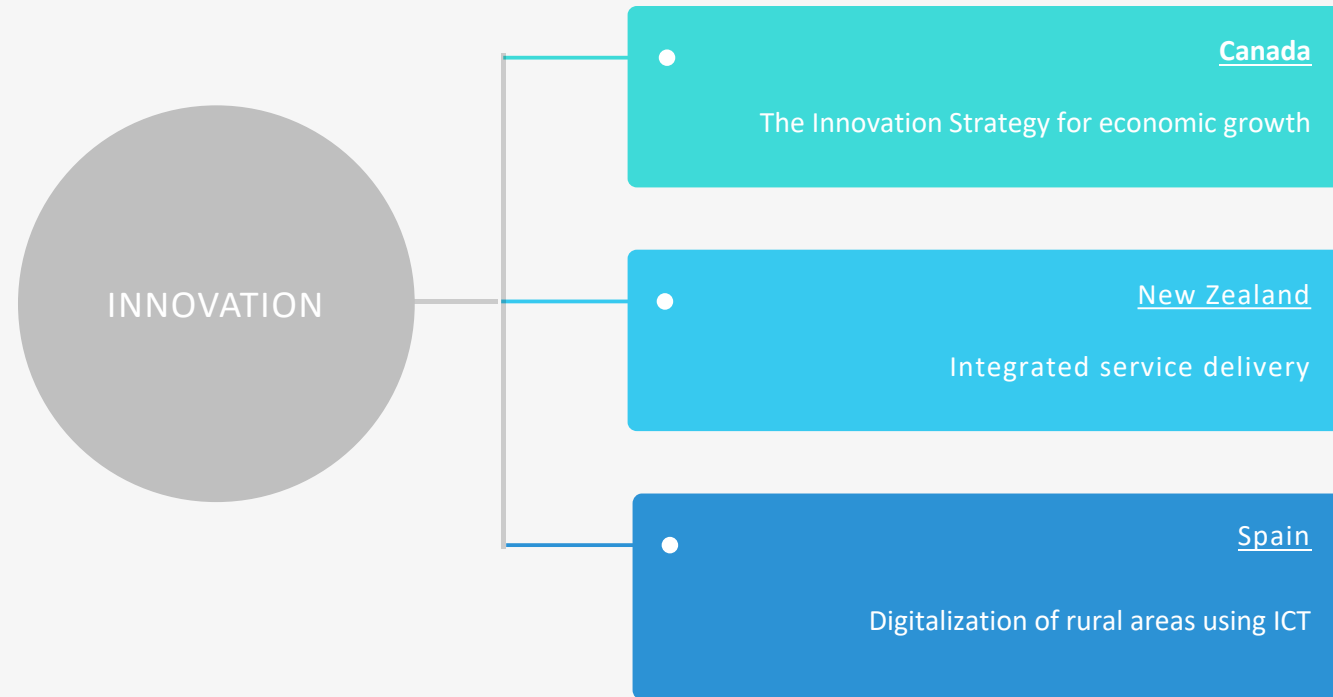 INNOVATION
Canada
The Innovation Strategy for economic growth
New Zealand
Integrated service delivery
Spain
Digitalization of rural areas using ICT